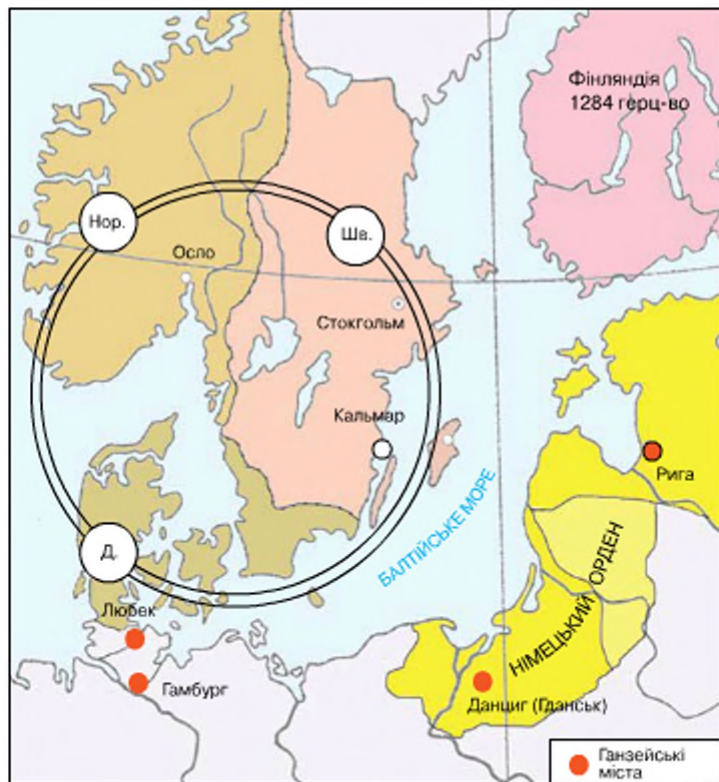 Фінляндія
1284 герц-во
Нор.
Шв.
Осло
Стокгольм
Кальмар
Рига
БАЛТІЙСЬКЕ МОРЕ
НІМЕЦЬКИЙ ОРДЕН
Д.
Любек
Гамбург
Данциг (Гданськ)
Ганзейські
міста